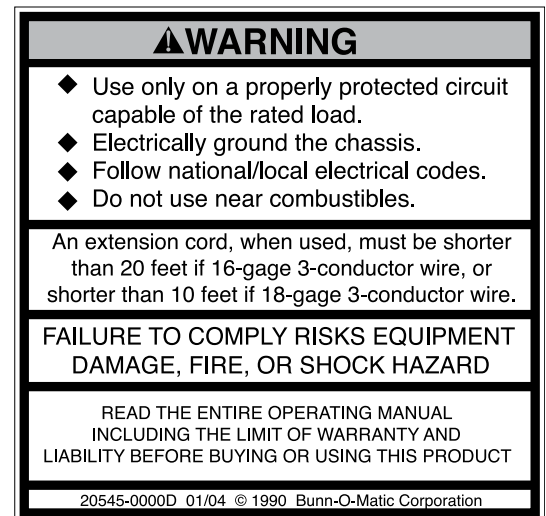 ⚠WARNING
◆ Use only on a properly protected circuit
capable of the rated load.
◆ Electrically ground the chassis.
◆ Follow national/local electrical codes.
◆ Do not use near combustibles.
An extension cord, when used, must be shorter
than 20 feet if 16-gage 3-conductor wire, or
shorter than 10 feet if 18-gage 3-conductor wire.
FAILURE TO COMPLY RISKS EQUIPMENT
DAMAGE, FIRE, OR SHOCK HAZARD
READ THE ENTIRE OPERATING MANUAL
INCLUDING THE LIMIT OF WARRANTY AND
LIABILITY BEFORE BUYING OR USING THIS PRODUCT
20545-0000D 01/04 © 1990 Bunn-O-Matic Corporation